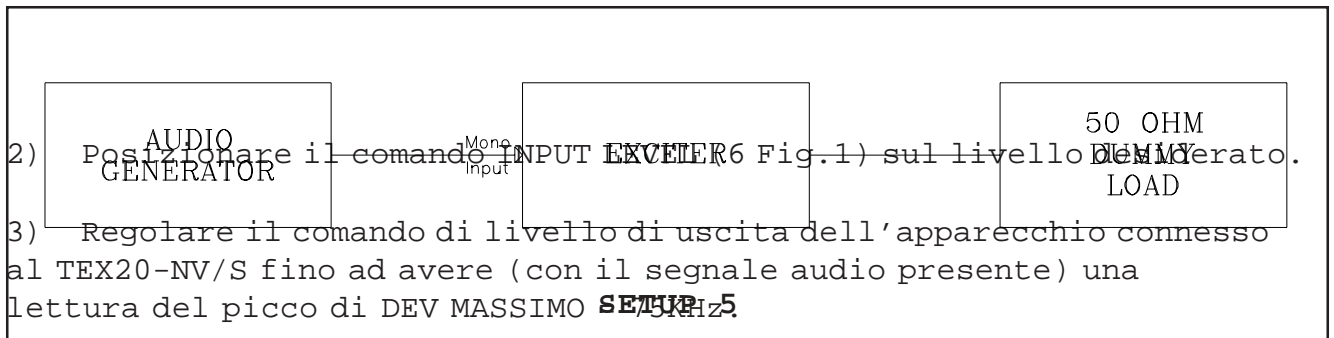 AUDIO
GENERATOR
Mono
Input
EXCITER
50 OHM
DUMMY
LOAD
2) Posizionare il comando INPUT LEVEL (6 Fig.1) sul livello desiderato.
3) Regolare il comando di livello di uscita dell'apparecchio connesso
al TEX20-NV/S fino ad avere (con il segnale audio presente) una
lettura del picco di DEV MASSIMO 75KHz.
SETUP 5